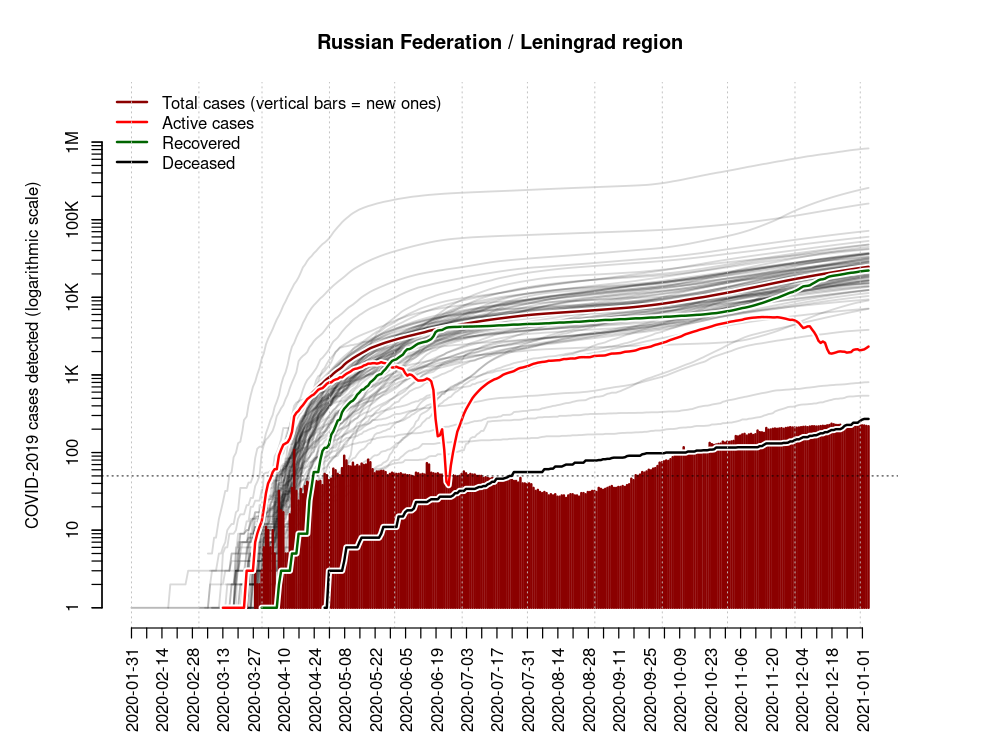 Russian Federation / Leningrad region
Total cases (vertical bars = new ones)
Active cases
Recovered
Deceased
COVID-2019 cases detected (logarithmic scale)
1M
100K
10K
1K
100
10
1
2020-01-31
2020-02-14
2020-02-28
2020-03-13
2020-03-27
2020-04-10
2020-04-24
2020-05-08
2020-05-22
2020-06-05
2020-06-19
2020-07-03
2020-07-17
2020-07-31
2020-08-14
2020-08-28
2020-09-11
2020-09-25
2020-10-09
2020-10-23
2020-11-06
2020-11-20
2020-12-04
2020-12-18
2021-01-01